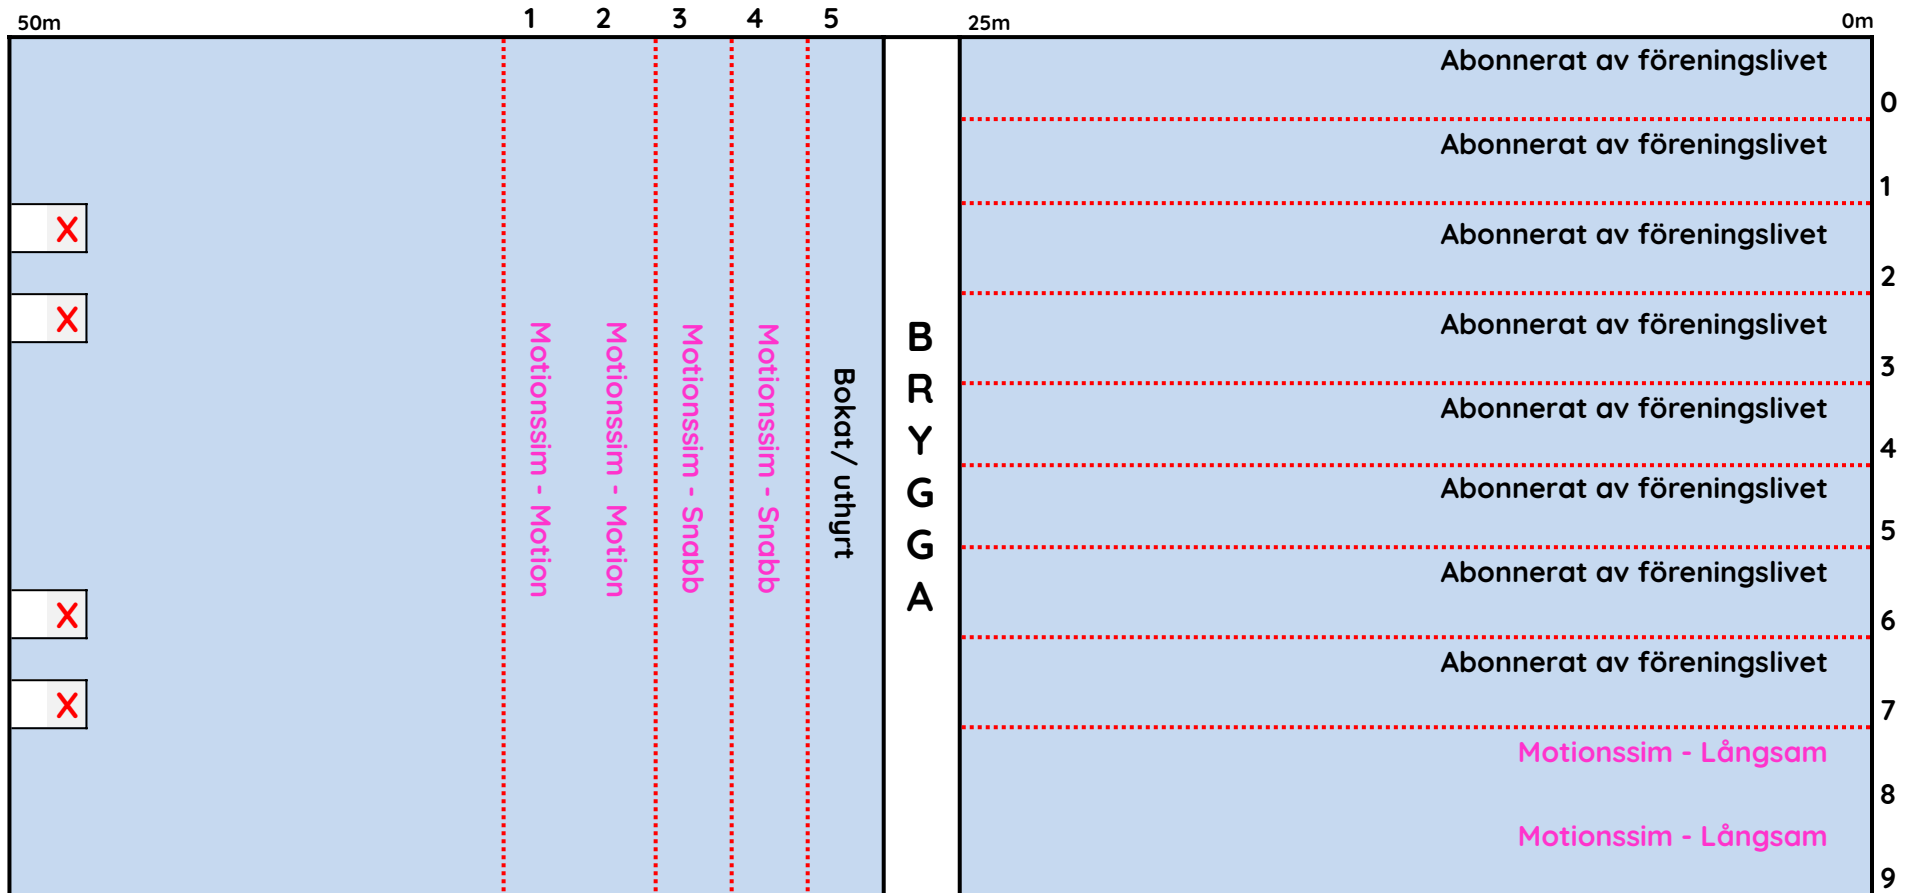 50m
1
2
3
4
5
25m
0m
Motionssim - Motion
Motionssim - Motion
Motionssim - Snabb
Motionssim - Snabb
Bokat/ uthyrt
B
R
Y
G
G
A
Abonnerat av föreningslivet
0
Abonnerat av föreningslivet
1
Abonnerat av föreningslivet
2
Abonnerat av föreningslivet
3
Abonnerat av föreningslivet
4
Abonnerat av föreningslivet
5
Abonnerat av föreningslivet
6
Abonnerat av föreningslivet
7
Motionssim - Långsam
8
Motionssim - Långsam
9
X
X
X
X